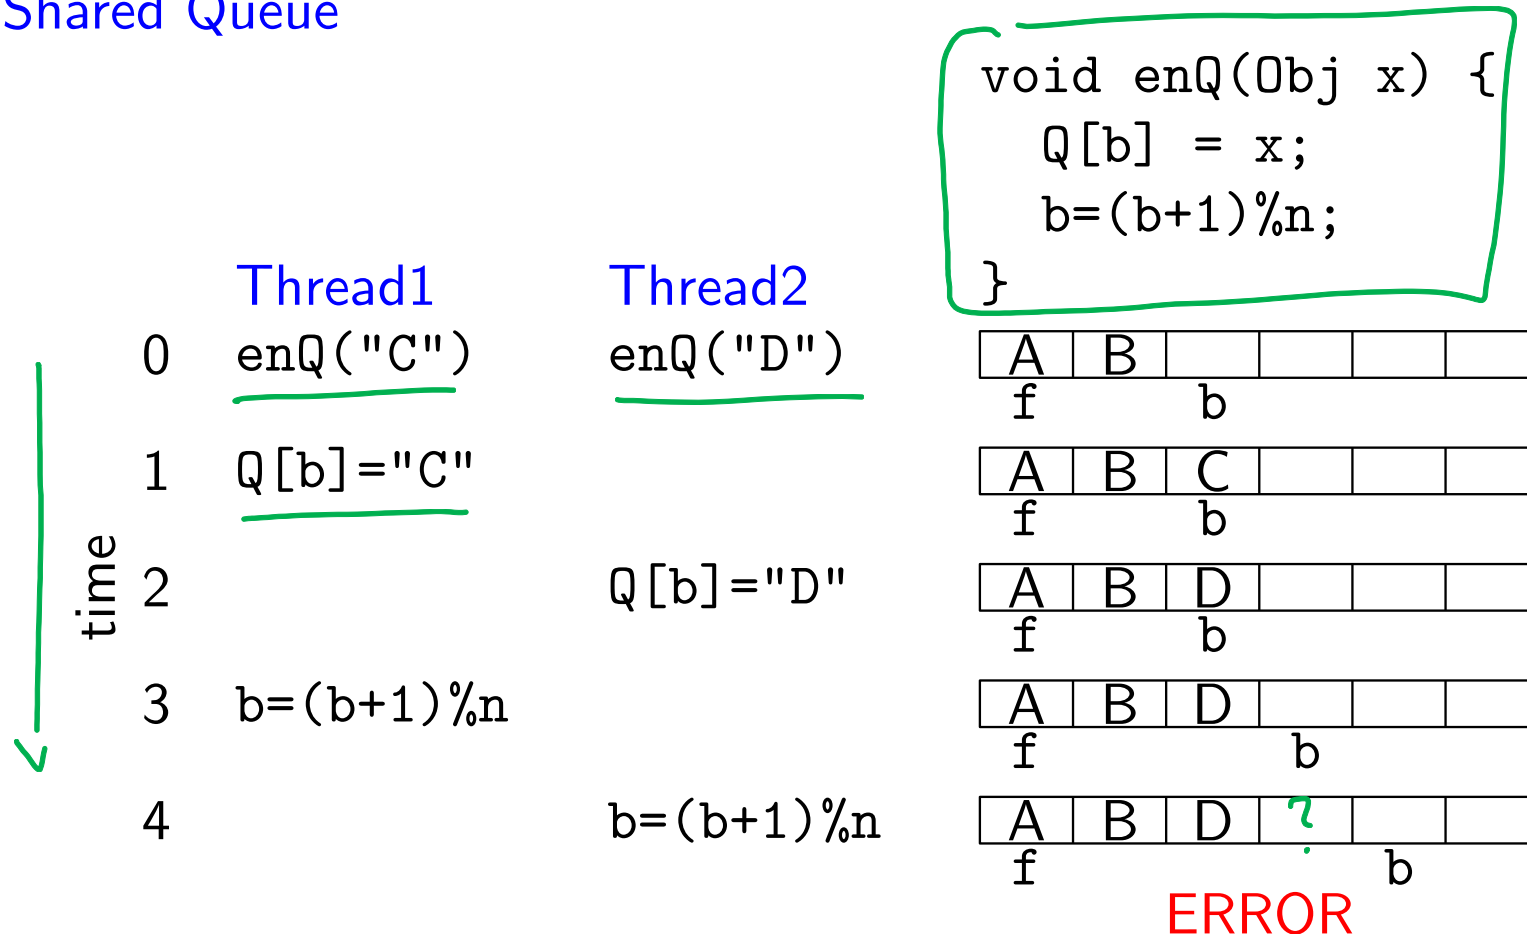 Shared Queue
void enQ(Obj x) {
Q[b] = x;
b=(b+1)%n;
}
Thread1 Thread2
0 enQ("C") enQ("D") A B
f b
1 Q[b]="C" A B C
f b
time
2 Q[b]="D" A B D
f b
3 b=(b+1)%n A B D
f b
4 b=(b+1)%n A B D ?
f b
ERROR